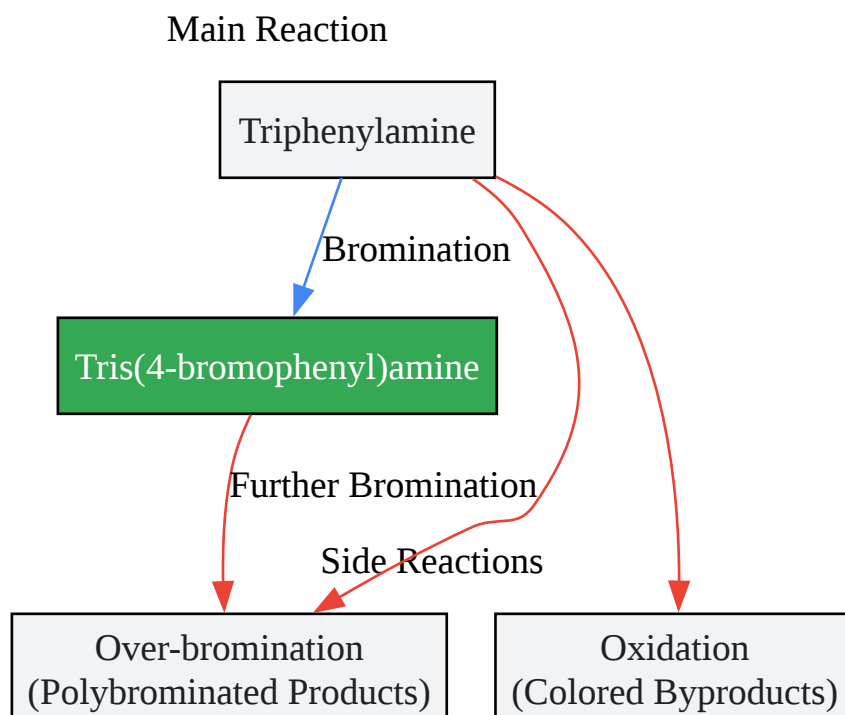 Main Reaction
Triphenylamine
Bromination
Tris(4-bromophenyl)amine
Further Bromination
Side Reactions
Over-bromination
(Polybrominated Products)
Oxidation
(Colored Byproducts)